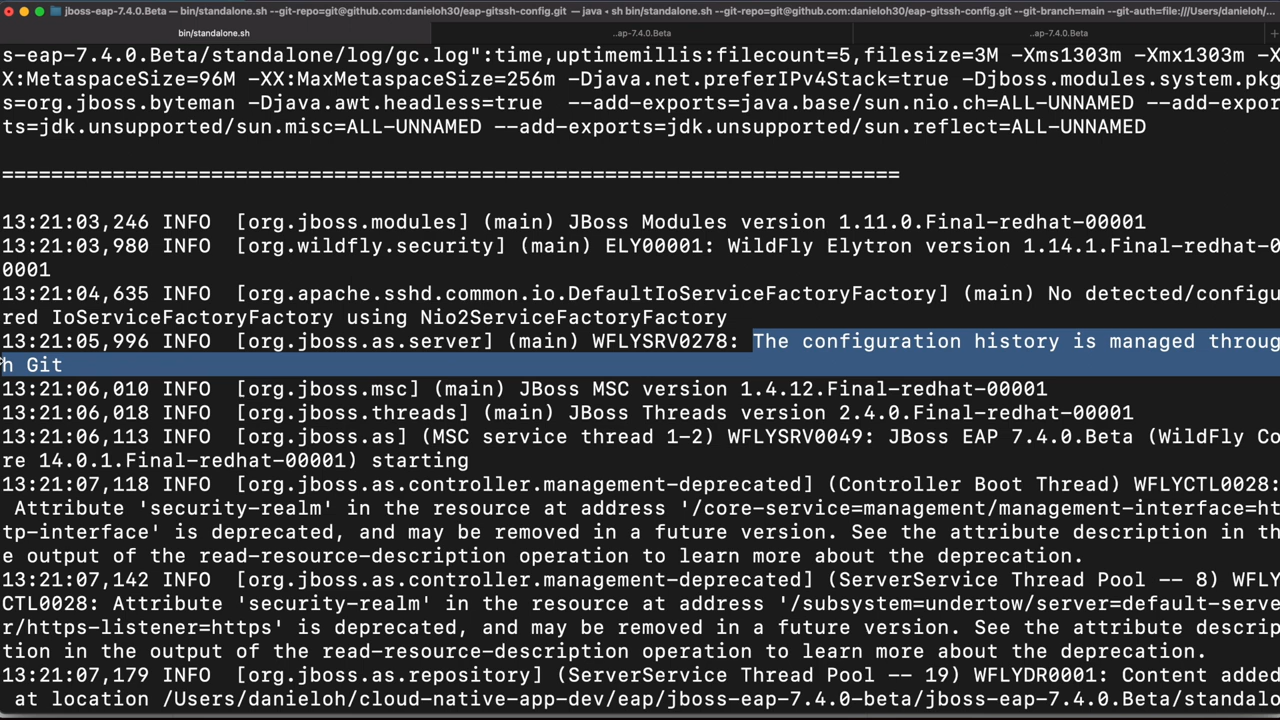 jboss-eap-7.4.0.Beta — bin/standalone.sh --git-repo=git@github.com:danieloh30/eap-gitssh-config.git — java ◂ sh bin/standalone.sh --git-repo=git@github.com:danieloh30/eap-gitssh-config.git --git-branch=main --git-auth=file:///Users/danieloh/...
bin/standalone.sh ..ap-7.4.0.Beta ..ap-7.4.0.Beta +
s-eap-7.4.0.Beta/standalone/log/gc.log":time,uptimemillis:filecount=5,filesize=3M -Xms1303m -Xmx1303m -X
X:MetaspaceSize=96M -XX:MaxMetaspaceSize=256m -Djava.net.preferIPv4Stack=true -Djboss.modules.system.pkg
s=org.jboss.byteman -Djava.awt.headless=true  --add-exports=java.base/sun.nio.ch=ALL-UNNAMED --add-expor
ts=jdk.unsupported/sun.misc=ALL-UNNAMED --add-exports=jdk.unsupported/sun.reflect=ALL-UNNAMED
=========================================================================
13:21:03,246 INFO  [org.jboss.modules] (main) JBoss Modules version 1.11.0.Final-redhat-00001
13:21:03,980 INFO  [org.wildfly.security] (main) ELY00001: WildFly Elytron version 1.14.1.Final-redhat-0
0001
13:21:04,635 INFO  [org.apache.sshd.common.io.DefaultIoServiceFactoryFactory] (main) No detected/configu
red IoServiceFactoryFactory using Nio2ServiceFactoryFactory
13:21:05,996 INFO  [org.jboss.as.server] (main) WFLYSRV0278: The configuration history is managed throug
h Git
13:21:06,010 INFO  [org.jboss.msc] (main) JBoss MSC version 1.4.12.Final-redhat-00001
13:21:06,018 INFO  [org.jboss.threads] (main) JBoss Threads version 2.4.0.Final-redhat-00001
13:21:06,113 INFO  [org.jboss.as] (MSC service thread 1-2) WFLYSRV0049: JBoss EAP 7.4.0.Beta (WildFly Co
re 14.0.1.Final-redhat-00001) starting
13:21:07,118 INFO  [org.jboss.as.controller.management-deprecated] (Controller Boot Thread) WFLYCTL0028:
 Attribute 'security-realm' in the resource at address '/core-service=management/management-interface=ht
tp-interface' is deprecated, and may be removed in a future version. See the attribute description in th
e output of the read-resource-description operation to learn more about the deprecation.
13:21:07,142 INFO  [org.jboss.as.controller.management-deprecated] (ServerService Thread Pool -- 8) WFLY
CTL0028: Attribute 'security-realm' in the resource at address '/subsystem=undertow/server=default-serve
r/https-listener=https' is deprecated, and may be removed in a future version. See the attribute descrip
tion in the output of the read-resource-description operation to learn more about the deprecation.
13:21:07,179 INFO  [org.jboss.as.repository] (ServerService Thread Pool -- 19) WFLYDR0001: Content added
 at location /Users/danieloh/cloud-native-app-dev/eap/jboss-eap-7.4.0-beta/jboss-eap-7.4.0.Beta/standalo